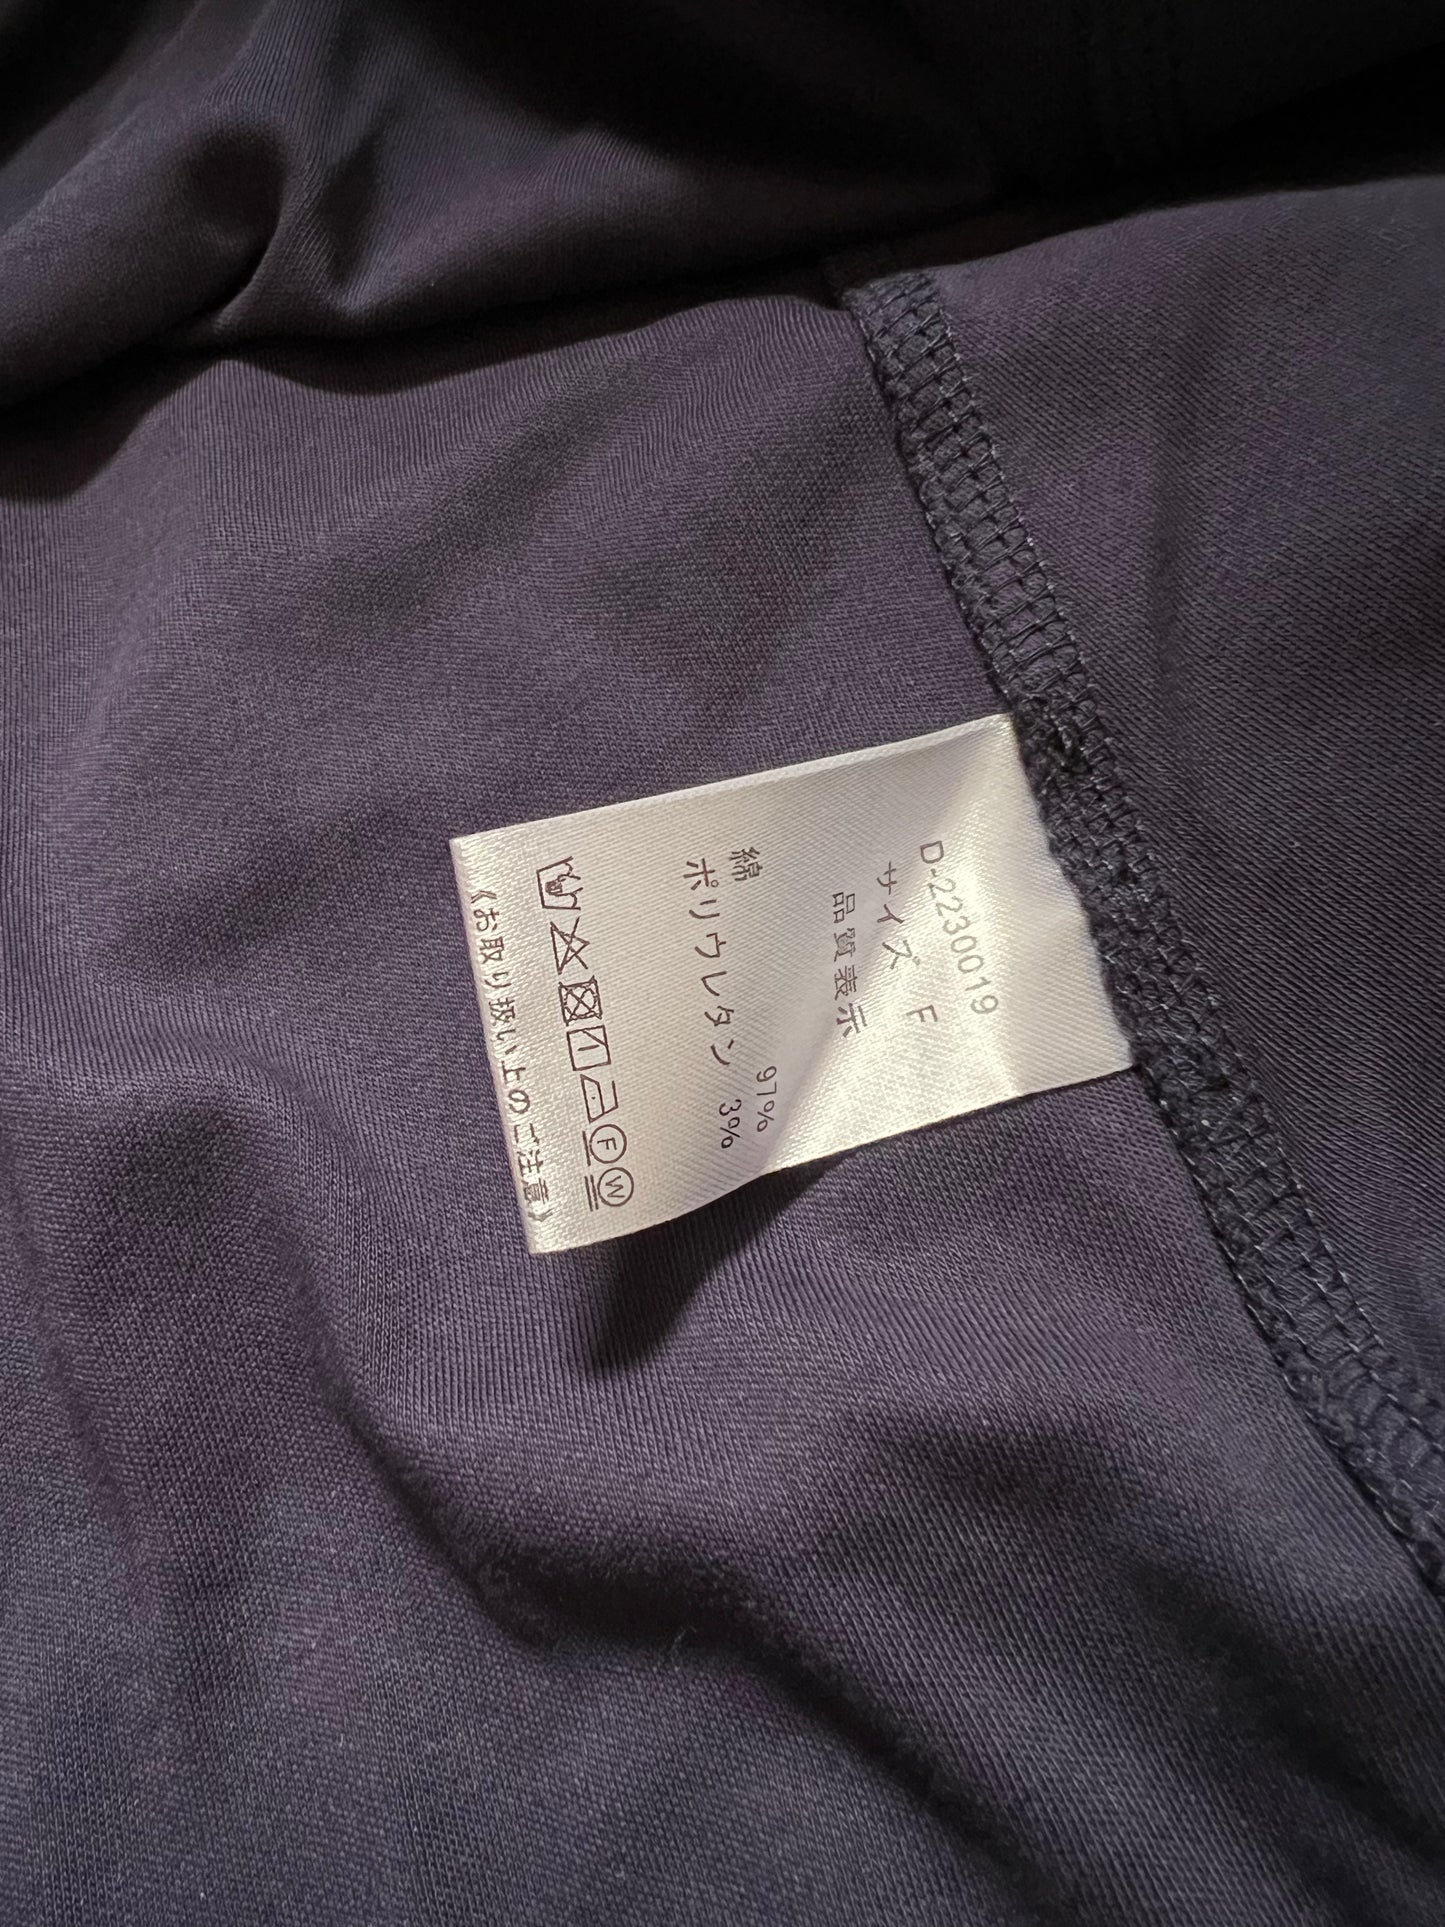 D-2230019
サイズ F
品質表示
綿 97%
ポリウレタン 3%
F W
《お取り扱い上のご注意》